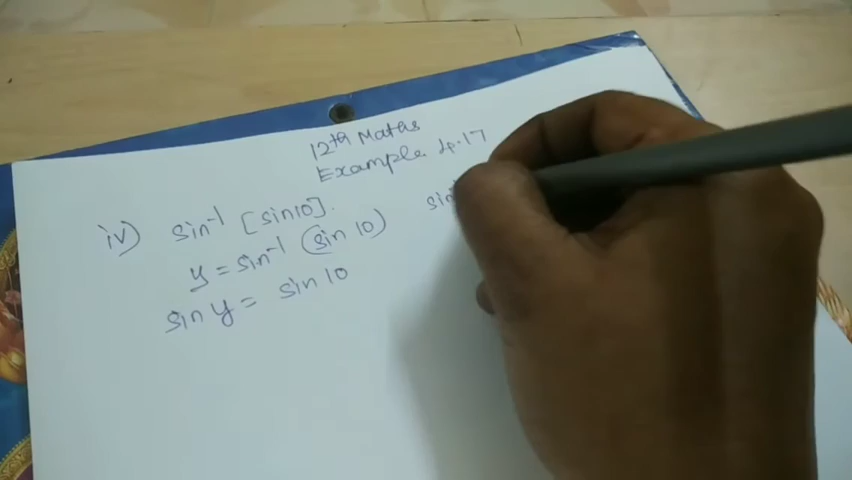 12th Maths
Example 4.17
iv) sin⁻¹ [sin10].
y = sin⁻¹ (sin 10)
sin y = sin 10